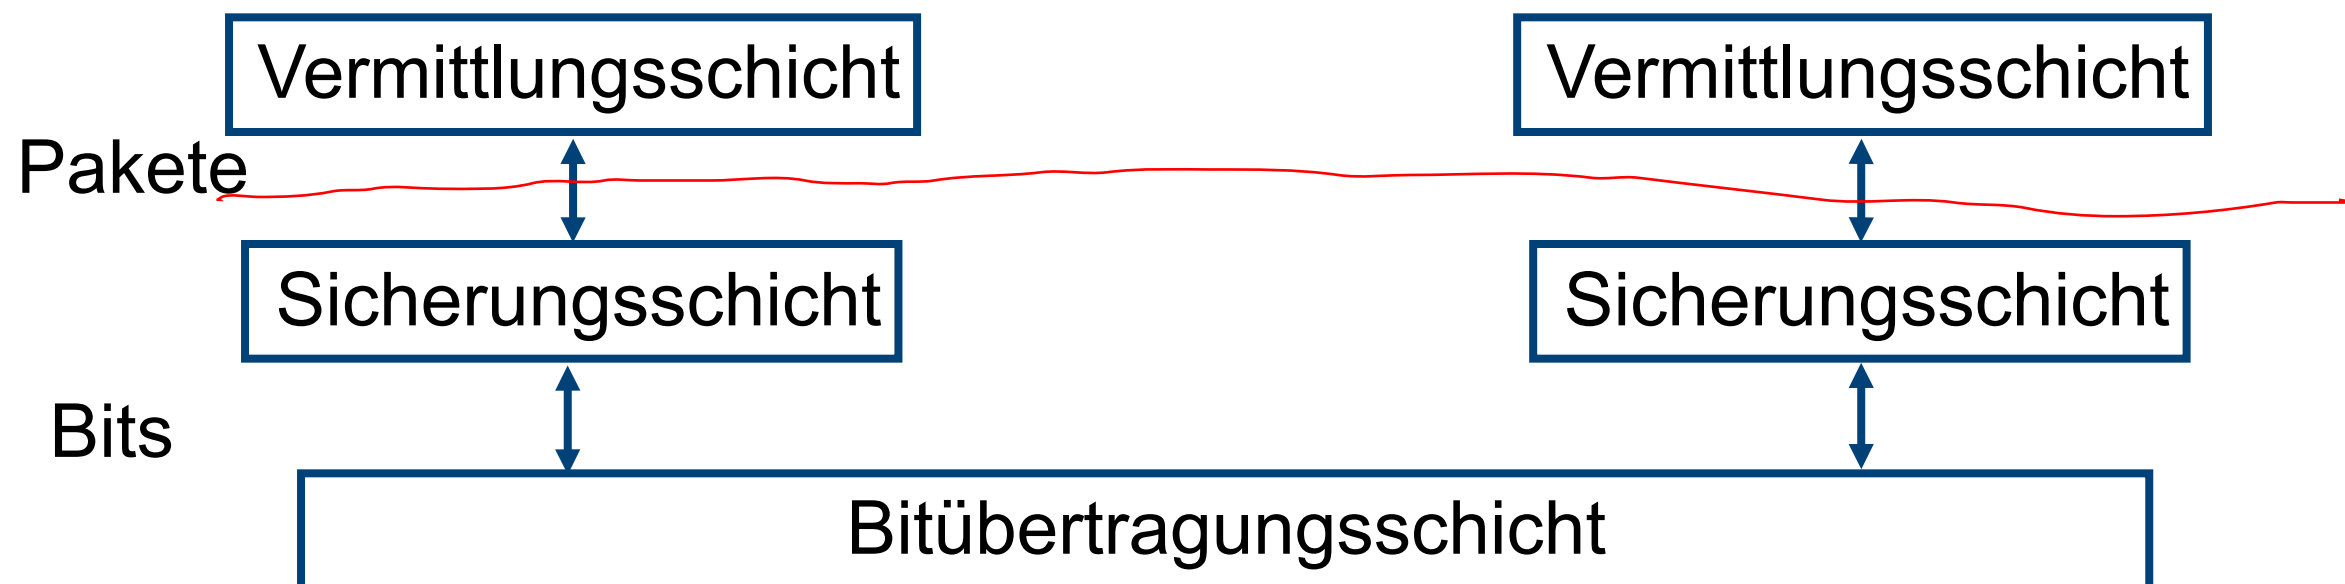 Vermittlungsschicht Vermittlungsschicht
Pakete
Sicherungsschicht Sicherungsschicht
Bits
Bitübertragungsschicht